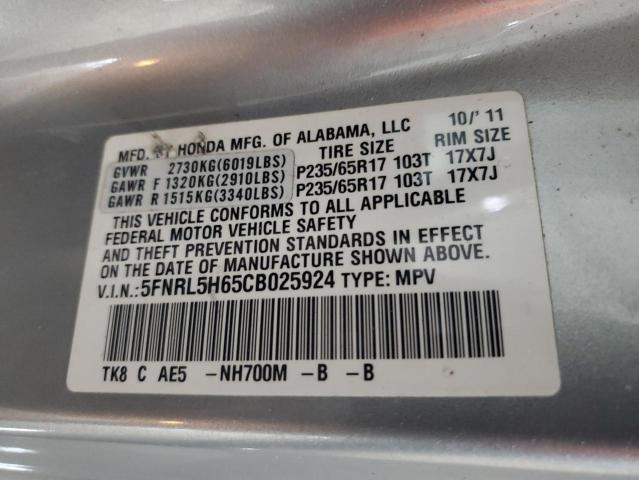 MFD. BY HONDA MFG. OF ALABAMA, LLC 10/'11
GVWR 2730KG(6019LBS) TIRE SIZE RIM SIZE
GAWR F 1320KG(2910LBS) P235/65R17 103T 17X7J
GAWR R 1515KG(3340LBS) P235/65R17 103T 17X7J
THIS VEHICLE CONFORMS TO ALL APPLICABLE
FEDERAL MOTOR VEHICLE SAFETY
AND THEFT PREVENTION STANDARDS IN EFFECT
ON THE DATE OF MANUFACTURE SHOWN ABOVE.
V.I.N.:5FNRL5H65CB025924 TYPE: MPV
TK8 C AE5 -NH700M -B -B